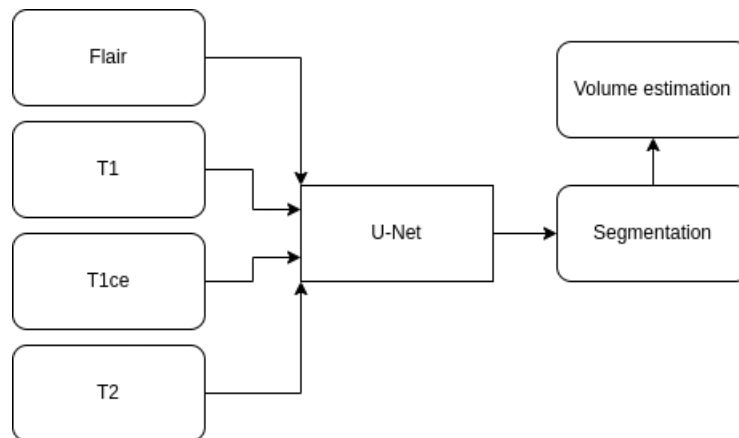 Flair
T1
T1ce
T2
U-Net
Volume estimation
Segmentation